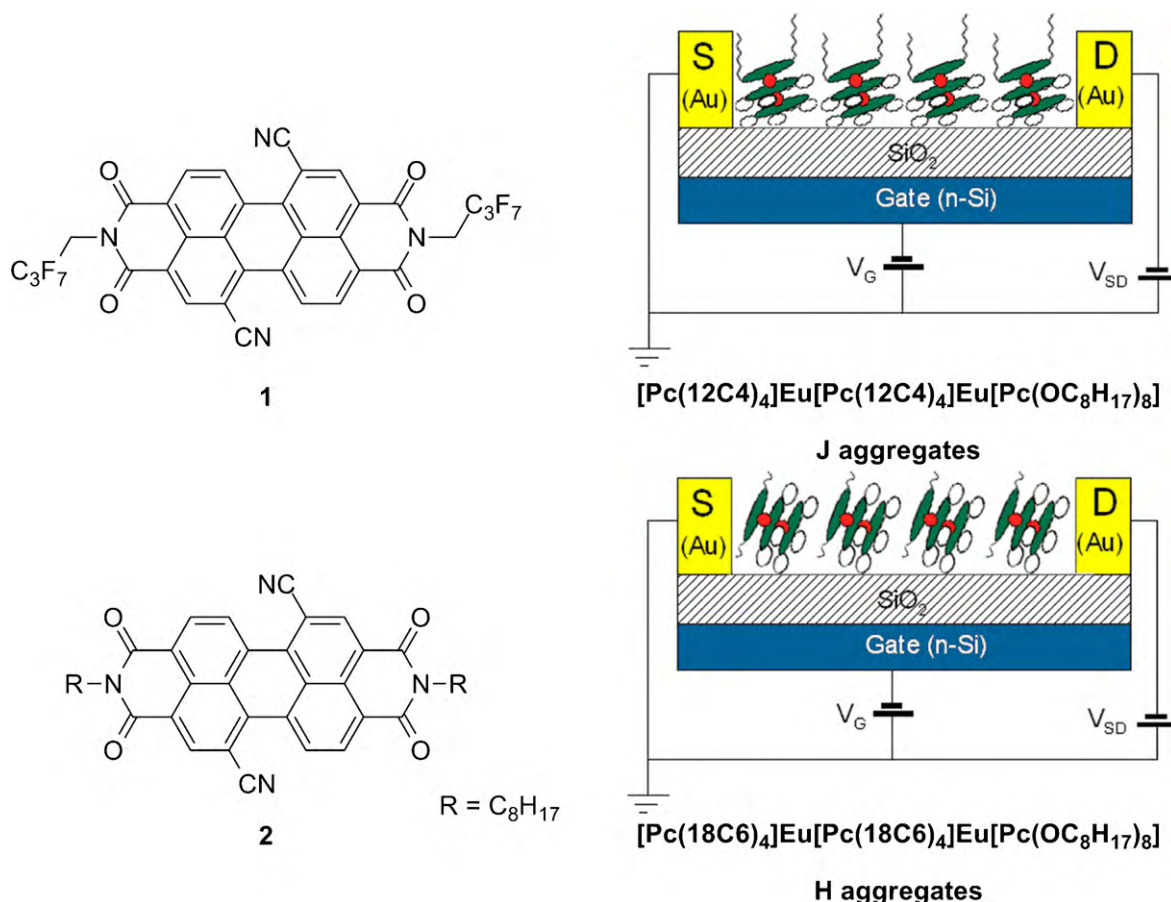 CN
NC
O
O
C3F7
N
N
C3F7
O
O
CN
1
NC
O
O
R
N
N
R
O
O
CN
R = C8H17
2
S
D
(Au)
(Au)
SiO2
Gate (n-Si)
VG
VSD
[Pc(12C4)4]Eu[Pc(12C4)4]Eu[Pc(OC8H17)8]
J aggregates
S
D
(Au)
(Au)
SiO2
Gate (n-Si)
VG
VSD
[Pc(18C6)4]Eu[Pc(18C6)4]Eu[Pc(OC8H17)8]
H aggregates